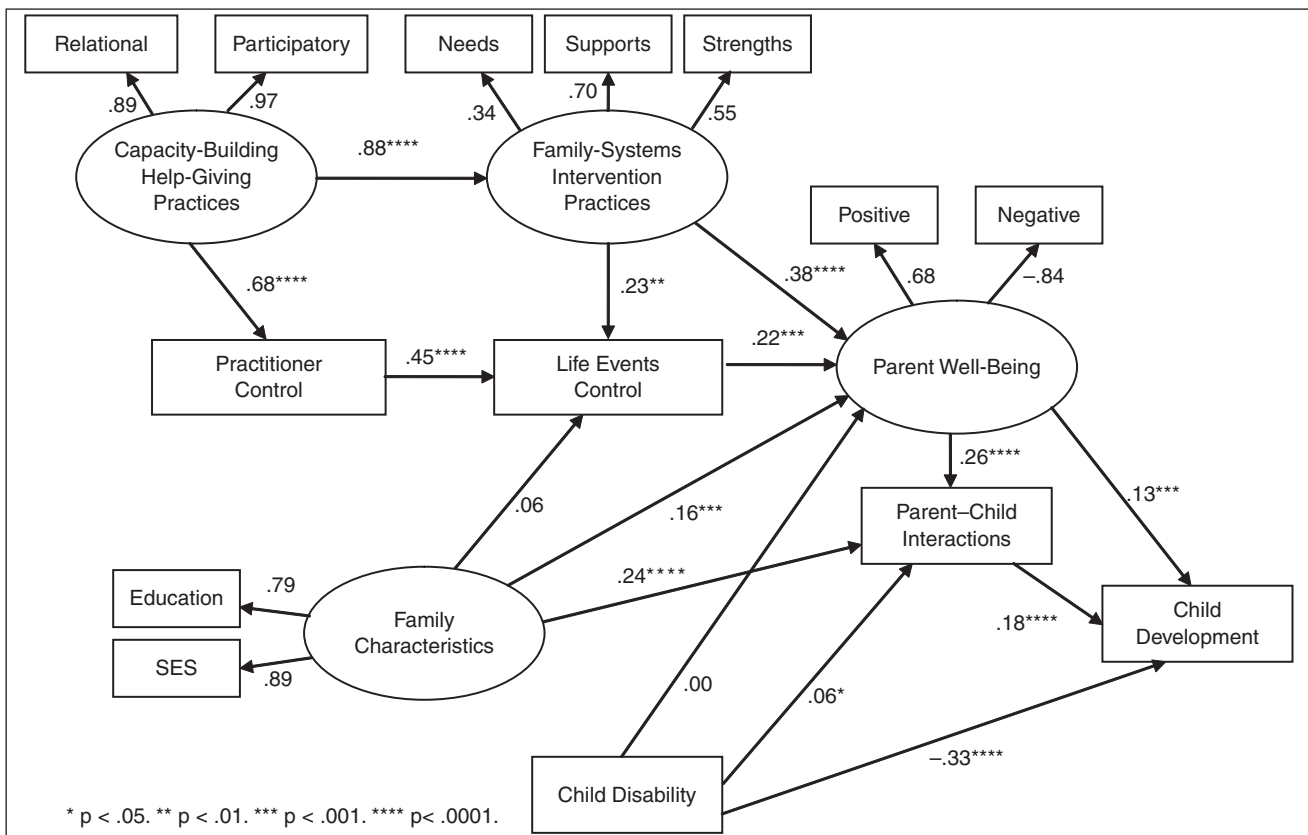 Relational
Participatory
Needs
Supports
Strengths
.89
.97
.34
.70
.55
Capacity-Building
Help-Giving
Practices
.88****
Family-Systems
Intervention
Practices
Positive
Negative
.68****
.23**
.38****
.68
–.84
Practitioner
Control
.45****
Life Events
Control
.22***
Parent Well-Being
.06
.16***
.26****
.13***
Parent–Child
Interactions
.24****
Education
.79
SES
.89
Family
Characteristics
.18****
Child
Development
.00
.06*
–.33****
Child Disability
* p < .05. ** p < .01. *** p < .001. **** p< .0001.